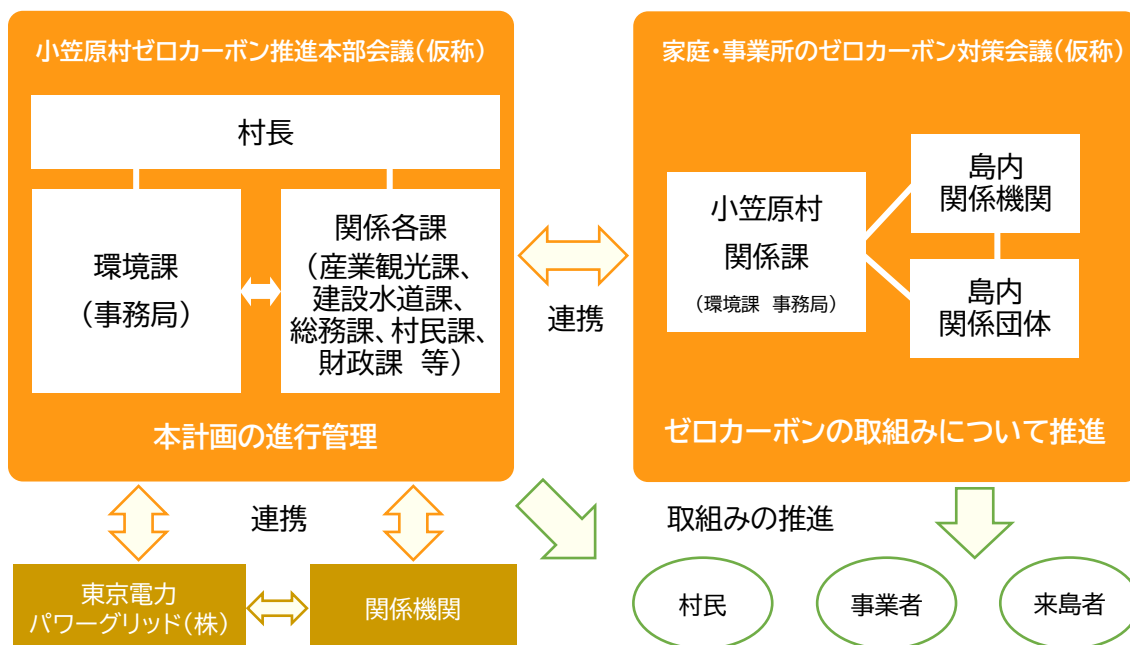 小笠原村ゼロカーボン推進本部会議(仮称)
村長
環境課
(事務局)
関係各課
(産業観光課、
建設水道課、
総務課、村民課、
財政課 等)
本計画の進行管理
連携
家庭・事業所のゼロカーボン対策会議(仮称)
小笠原村
関係課
(環境課 事務局)
島内
関係機関
島内
関係団体
ゼロカーボンの取組みについて推進
連携
東京電力
パワーグリッド(株)
関係機関
取組みの推進
村民
事業者
来島者